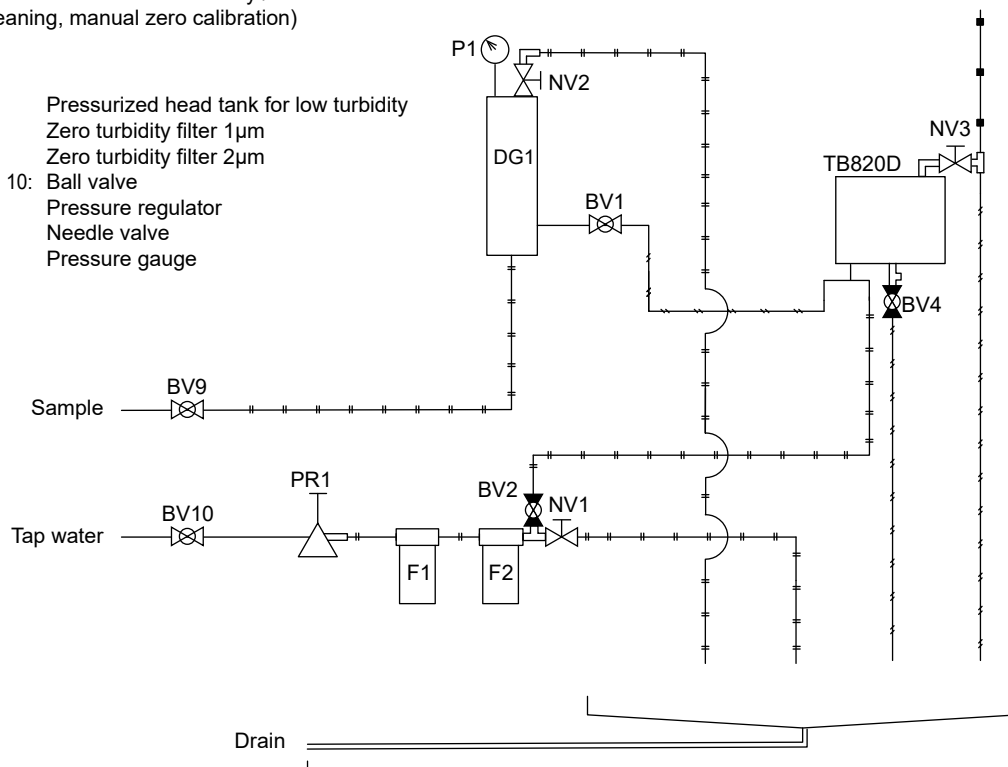 eaning, manual zero calibration)
P1
NV2
Pressurized head tank for low turbidity
Zero turbidity filter 1µm
Zero turbidity filter 2µm
10: Ball valve
Pressure regulator
Needle valve
Pressure gauge
DG1
NV3
TB820D
BV1
BV4
BV9
Sample
PR1
BV2
NV1
BV10
Tap water
F1
F2
Drain